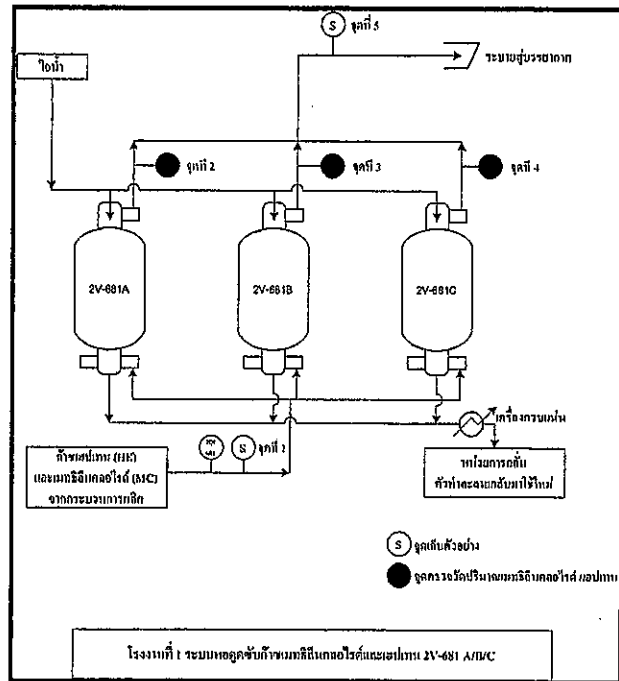 จุดที่ 5
S
ไอน้ำ
ระบายสู่บรรยากาศ
จุดที่ 2
จุดที่ 3
จุดที่ 4
2V-681A
2V-681B
2V-681C
เครื่องควบแน่น
ก๊าซเฮปเทน (HE)
และเมทธิลีนคลอไรด์ (MC)
จากกระบวนการผลิต
S
จุดที่ 1
หน่วยการกลั่น
ตัวทำละลายกลับมาใช้ใหม่
S จุดเก็บตัวอย่าง
จุดตรวจวัดปริมาณเมทธิลีนคลอไรด์ เฮปเทน
โรงงานที่ 1 ระบบหอดูดซับก๊าซเมทธิลีนคลอไรด์และเฮปเทน 2V-681 A/B/C